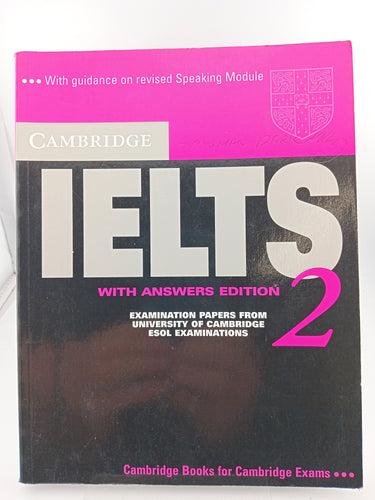 ••• With guidance on revised Speaking Module
CAMBRIDGE
IELTS
2
WITH ANSWERS EDITION
EXAMINATION PAPERS FROM
UNIVERSITY OF CAMBRIDGE
ESOL EXAMINATIONS
Cambridge Books for Cambridge Exams •••